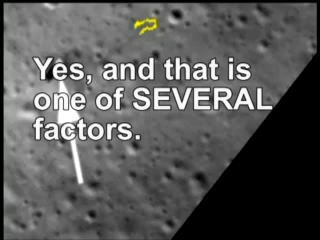 Yes, and that is
one of SEVERAL
factors.